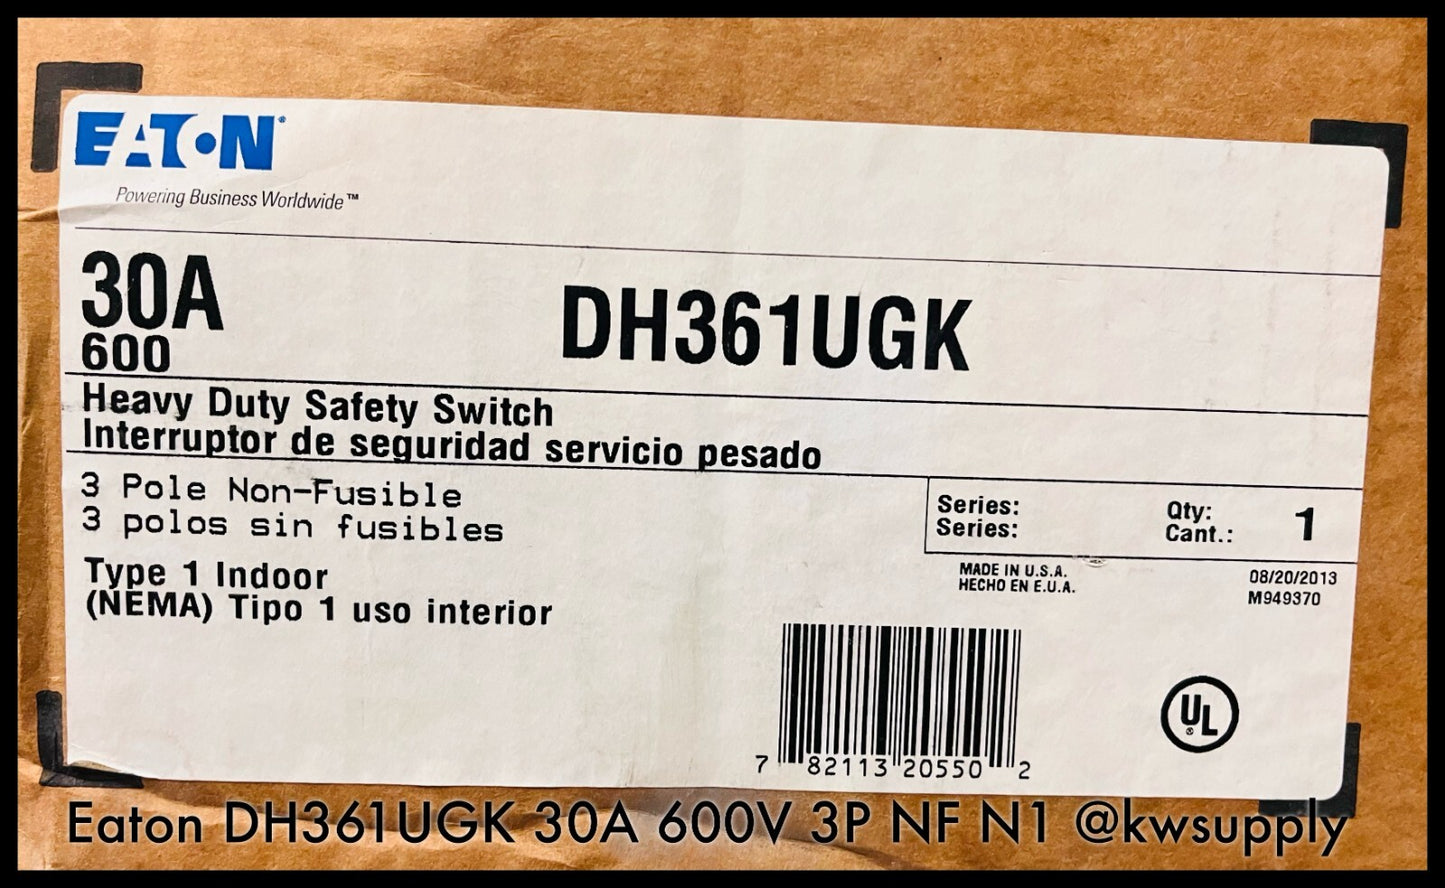 EATON®
Powering Business Worldwide™
30A
600
DH361UGK
Heavy Duty Safety Switch
Interruptor de seguridad servicio pesado
3 Pole Non-Fusible
3 polos sin fusibles
Type 1 Indoor
(NEMA) Tipo 1 uso interior
Series:
Series:
Qty:
Cant.:
1
MADE IN U.S.A.
HECHO EN E.U.A.
08/20/2013
M949370
7 82113 20550 2
UL
Eaton DH361UGK 30A 600V 3P NF N1 @kwsupply